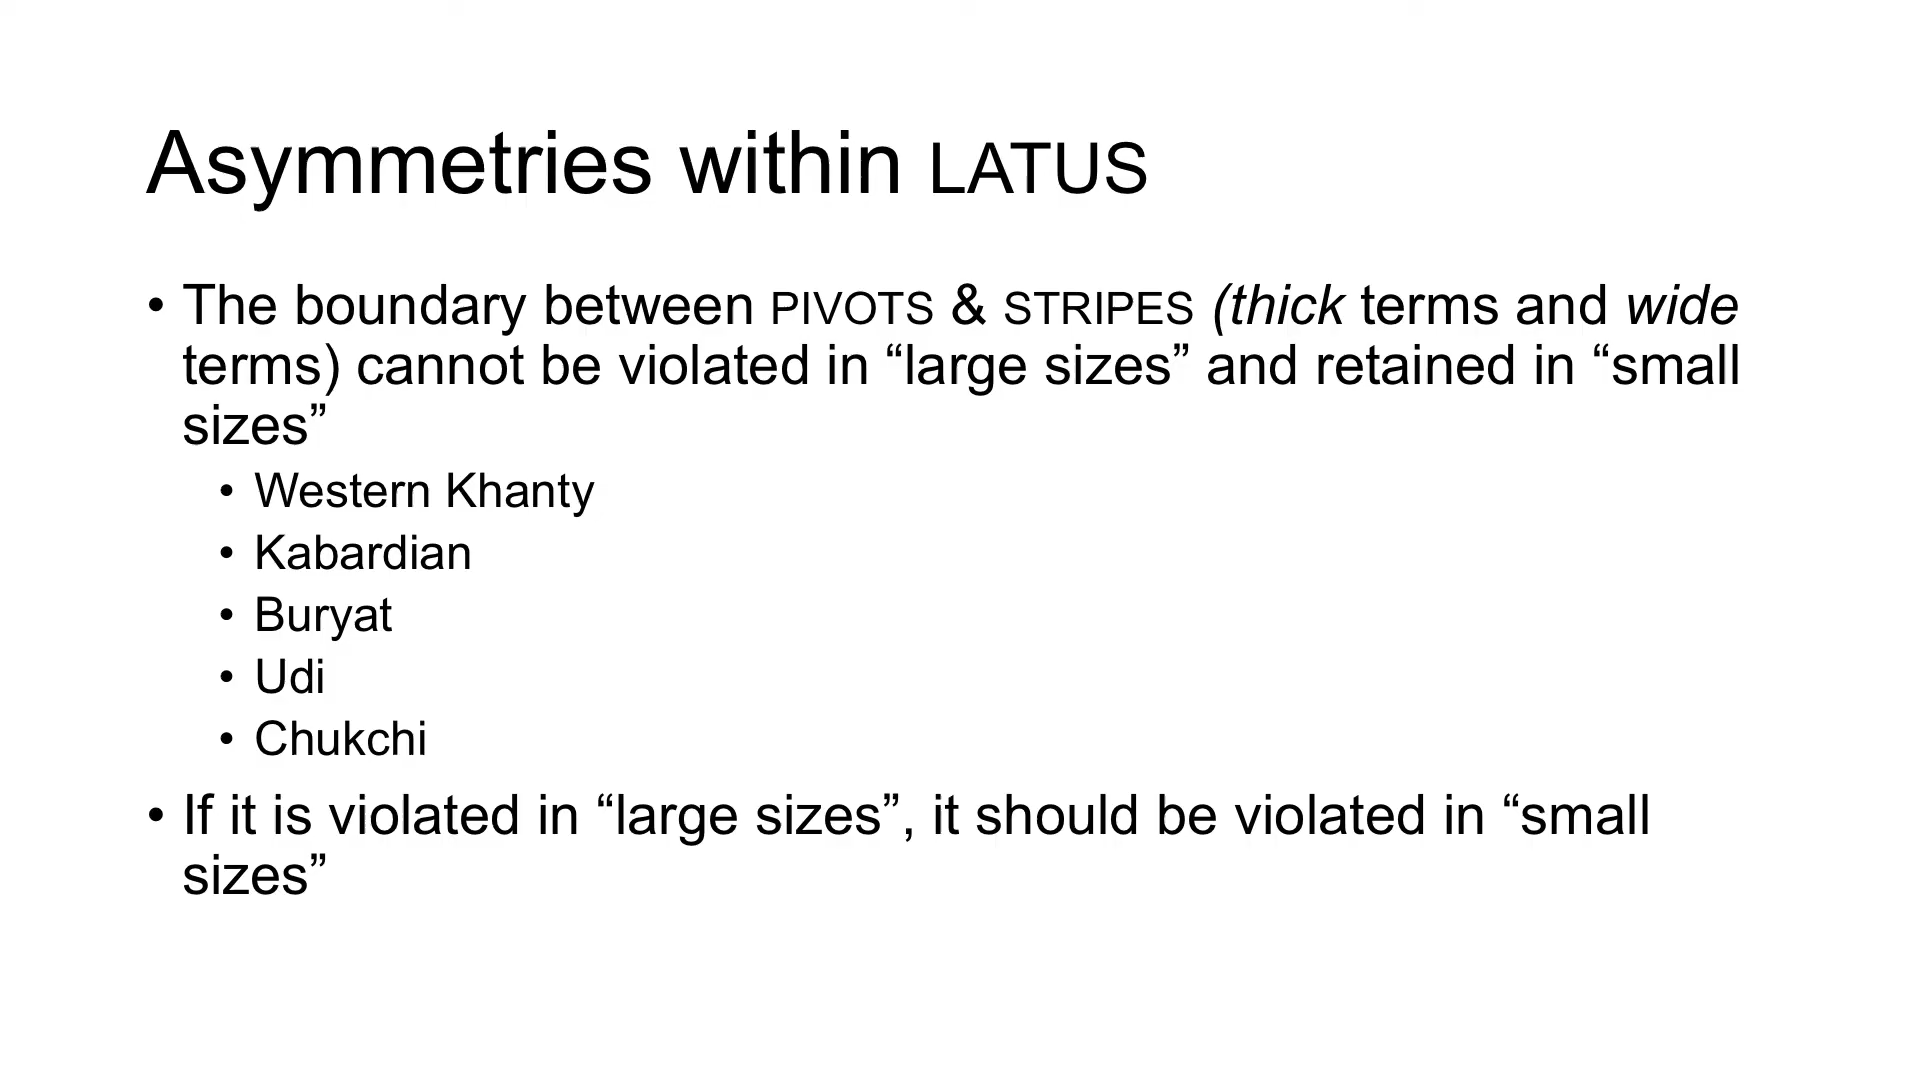 Asymmetries within LATUS
• The boundary between PIVOTS & STRIPES (thick terms and wide
terms) cannot be violated in “large sizes” and retained in “small
sizes”
• Western Khanty
• Kabardian
• Buryat
• Udi
• Chukchi
• If it is violated in “large sizes”, it should be violated in “small
sizes”